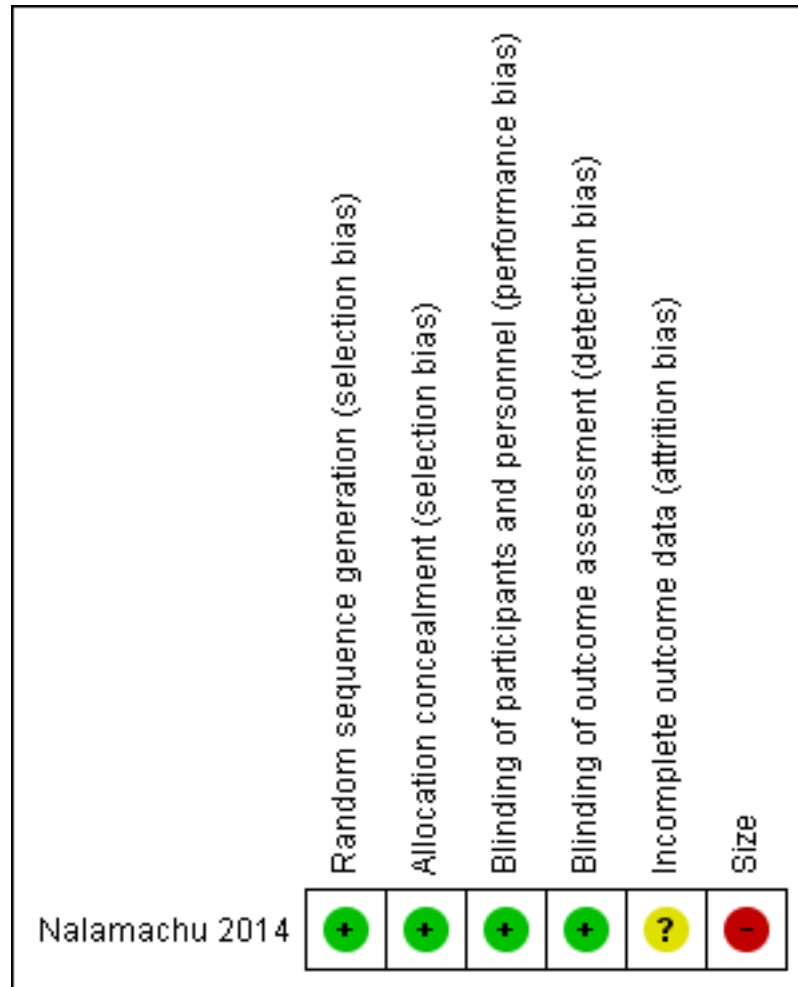 Random sequence generation (selection bias)
Allocation concealment (selection bias)
Blinding of participants and personnel (performance bias)
Blinding of outcome assessment (detection bias)
Incomplete outcome data (attrition bias)
Size
Nalamachu 2014 + + + + ? -